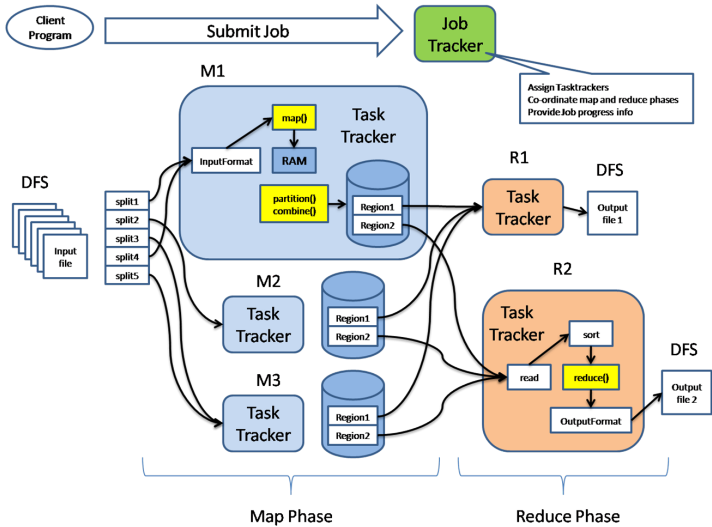 Client
Program
Submit Job
Job
Tracker
Assign Tasktrackers
Co-ordinate map and reduce phases
Provide Job progress info
M1
map()
Task
Tracker
InputFormat
RAM
partition()
combine()
Region1
Region2
DFS
Input
file
split1
split2
split3
split4
split5
M2
Task
Tracker
Region1
Region2
M3
Task
Tracker
Region1
Region2
R1
Task
Tracker
DFS
Output
file 1
R2
Task
Tracker
sort
read
reduce()
OutputFormat
DFS
Output
file 2
Map Phase
Reduce Phase